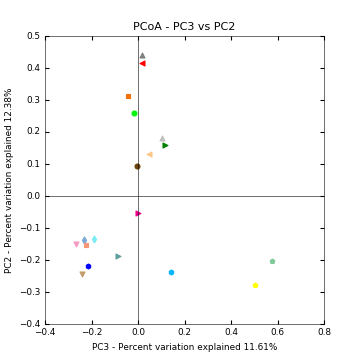 PCoA - PC3 vs PC2
PC2 - Percent variation explained 12.38%
0.5
0.4
0.3
0.2
0.1
0.0
−0.1
−0.2
−0.3
−0.4
−0.4 −0.2 0.0 0.2 0.4 0.6 0.8
PC3 - Percent variation explained 11.61%